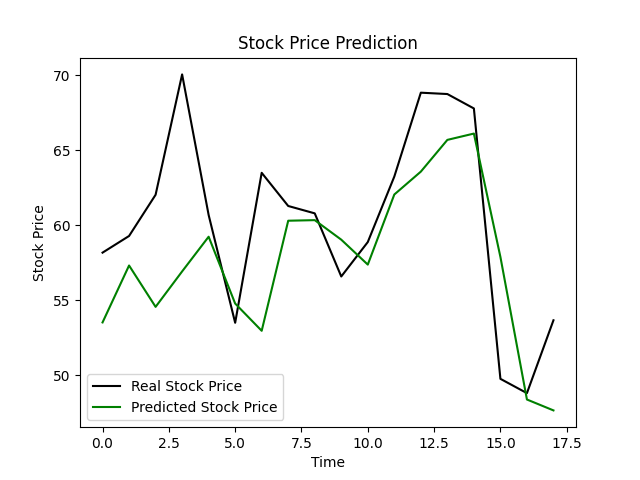 Stock Price Prediction
70
65
60
55
50
Stock Price
Real Stock Price
Predicted Stock Price
0.0 2.5 5.0 7.5 10.0 12.5 15.0 17.5
Time